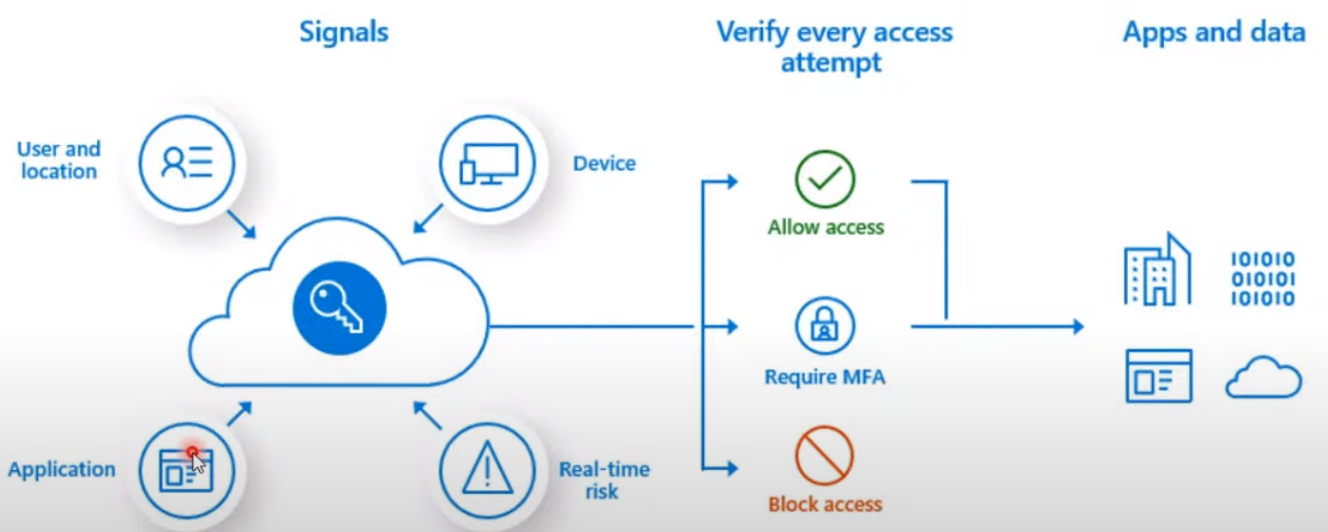 Signals
Verify every access
attempt
Apps and data
User and
location
Device
Allow access
101010
010101
101010
Require MFA
Application
Real-time
risk
Block access